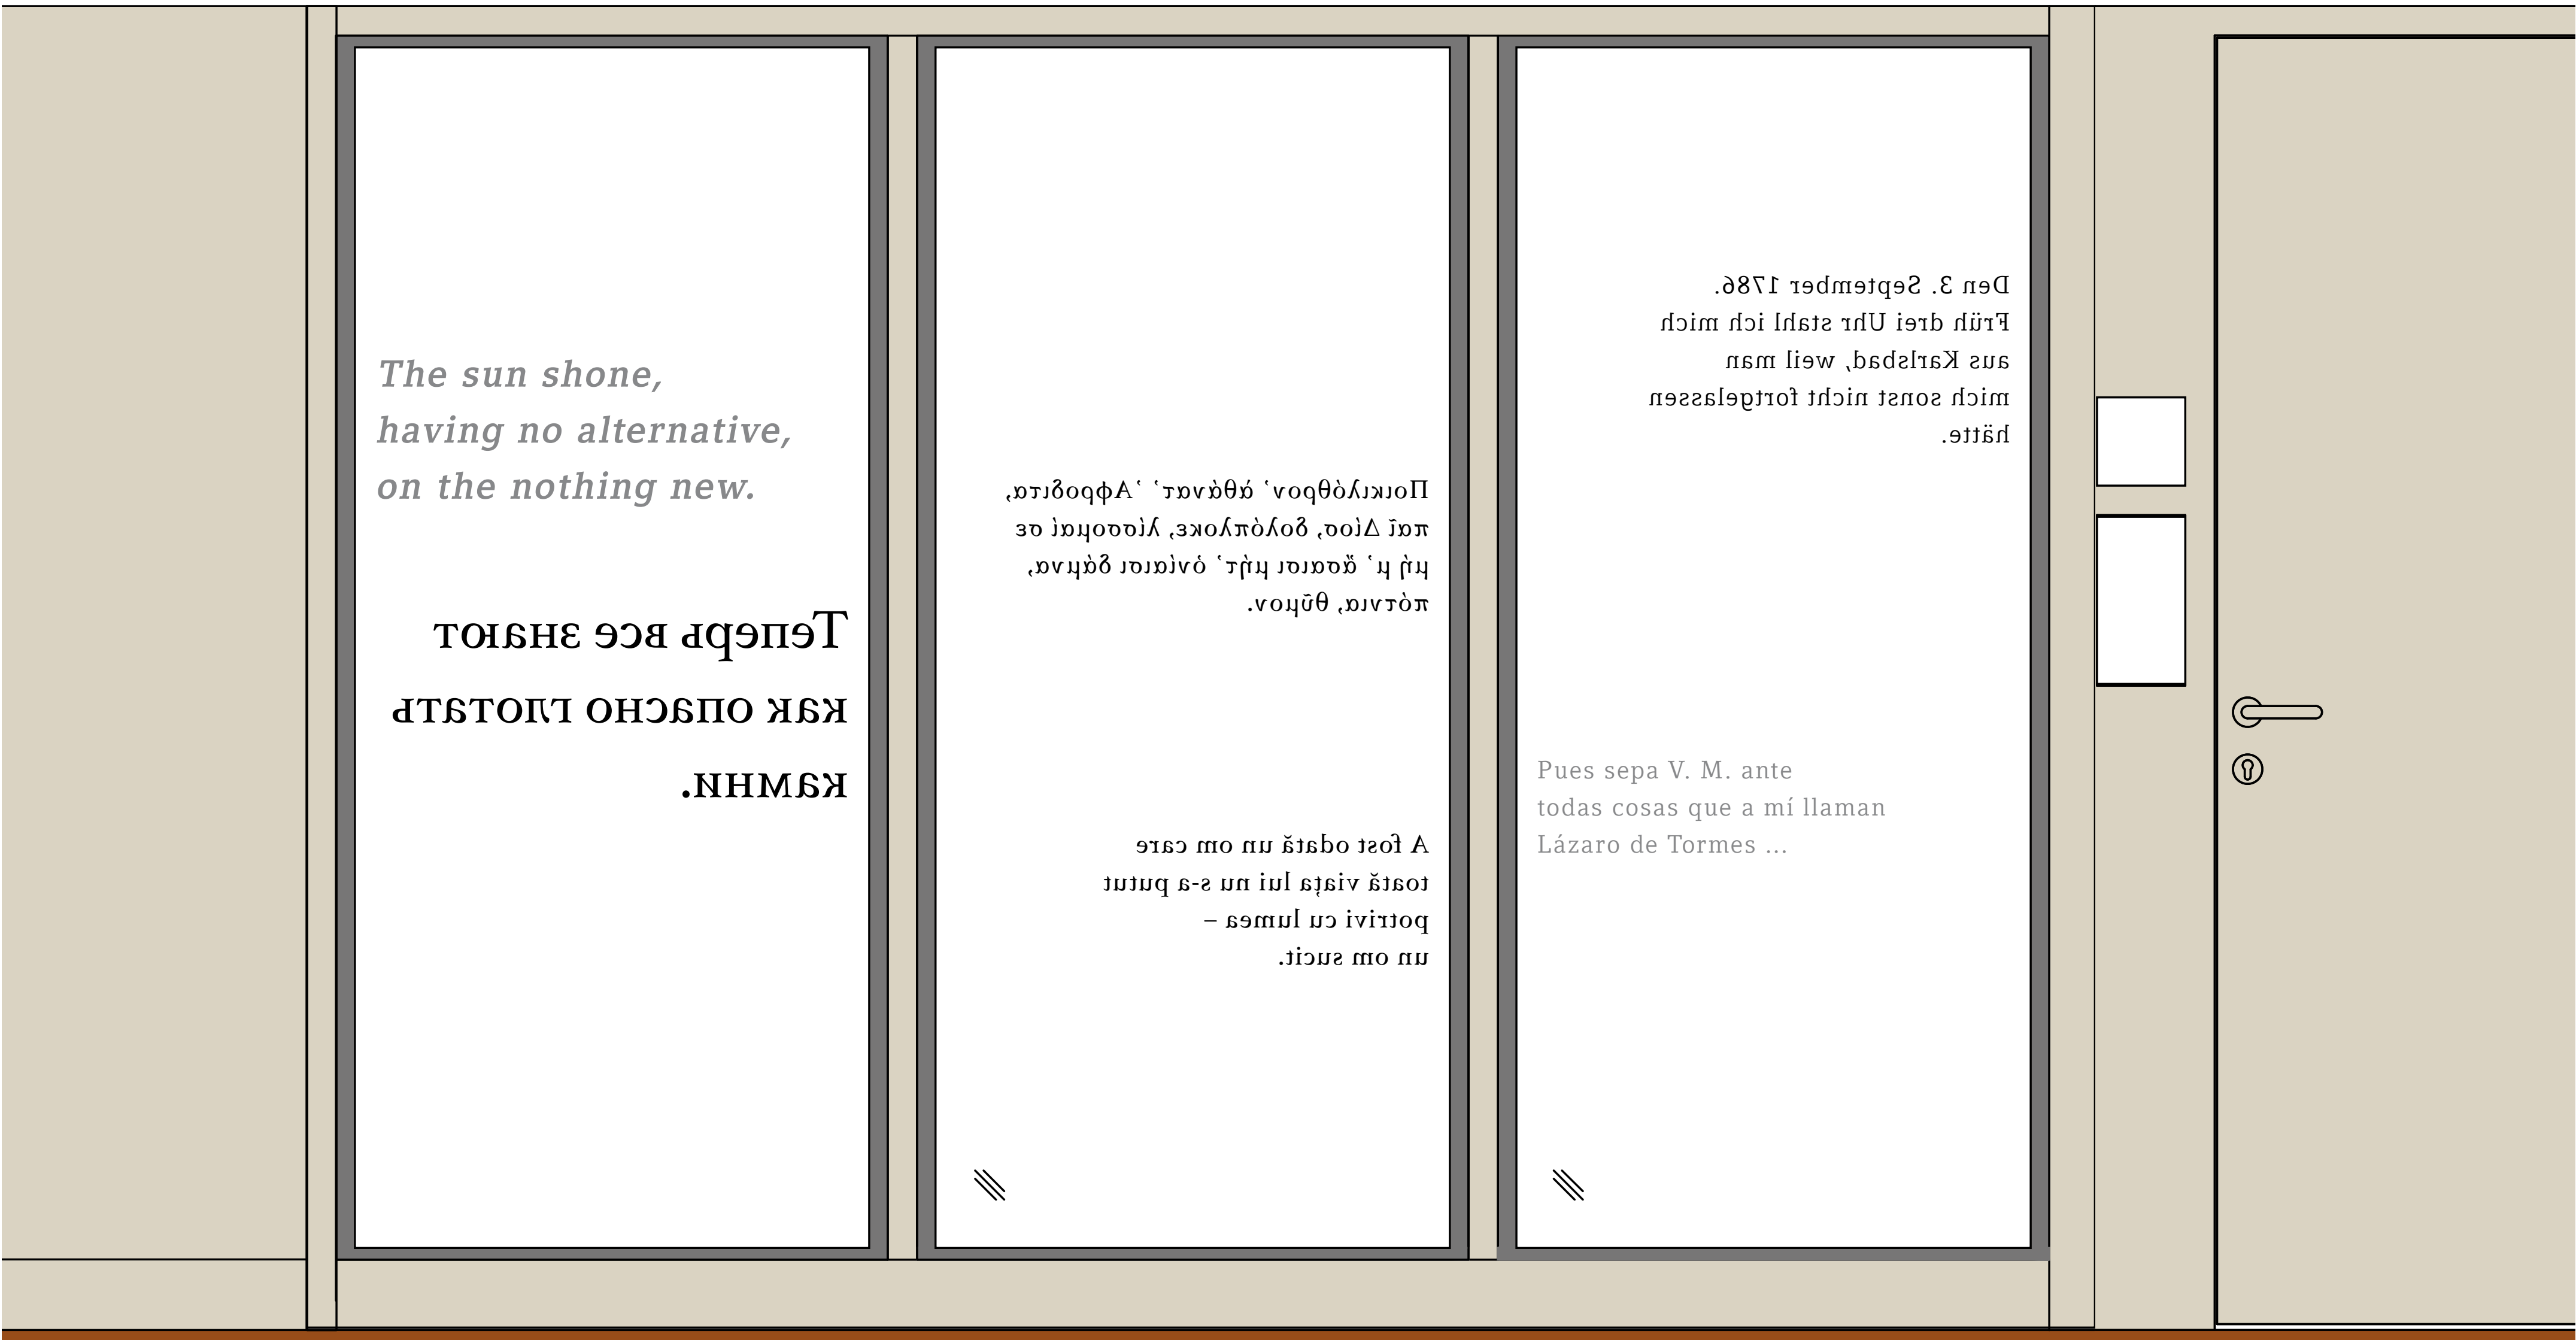 The sun shone,
having no alternative,
on the nothing new.
Теперь все знают
как опасно глотать
камни.
Ποικιλόθρον᾽ ἀθάνατ᾽ ᾽Αφροδιτα,
παῖ Δίοσ, δολόπλοκε, λίσσομαί σε
μή μ᾽ ἄσαισι μήτ᾽ ὀνίαισι δάμνα,
πότνια, θῦμον.
A fost odată un om care
toată viața lui nu s-a putut
potrivi cu lumea –
un om sucit.
Den 3. September 1786.
Früh drei Uhr stahl ich mich
aus Karlsbad, weil man
mich sonst nicht fortgelassen
hätte.
Pues sepa V. M. ante
todas cosas que a mí llaman
Lázaro de Tormes ...